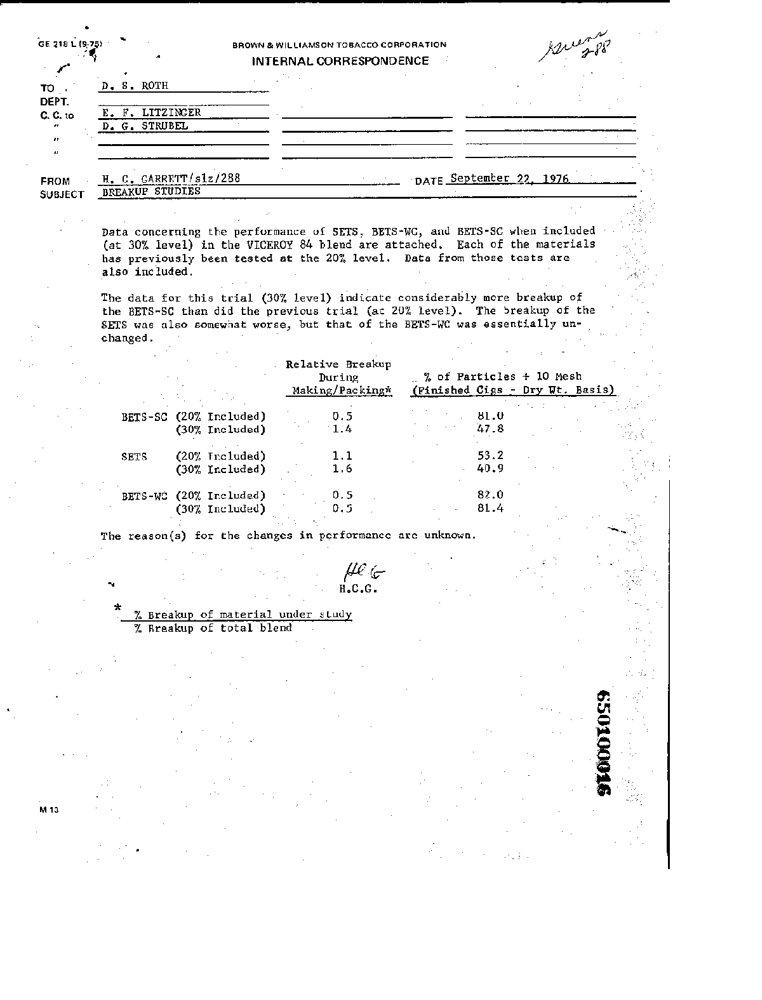 GE 218 L (9-75)
BROWN & WILLIAMSON TOBACCO CORPORATION
INTERNAL CORRESPONDENCE
2-88
TO D. S. ROTH
DEPT.
C. C. to E. F. LITZINGER
" D. G. STRUBEL
"
"
FROM H. C. GARRETT/slz/288 DATE September 22, 1976
SUBJECT BREAKUP STUDIES
Data concerning the performance of SETS, BETS-WC, and BETS-SC when included
(at 30% level) in the VICEROY 84 blend are attached. Each of the materials
has previously been tested at the 20% level. Data from those tests are
also included.
The data for this trial (30% level) indicate considerably more breakup of
the BETS-SC than did the previous trial (at 20% level). The breakup of the
SETS was also somewhat worse, but that of the BETS-WC was essentially un-
changed.
Relative Breakup
During % of Particles + 10 Mesh
Making/Packing* (Finished Cigs - Dry Wt. Basis)
BETS-SC (20% Included) 0.5 81.0
(30% Included) 1.4 47.8
SETS (20% Included) 1.1 53.2
(30% Included) 1.6 40.9
BETS-WC (20% Included) 0.5 82.0
(30% Included) 0.5 81.4
The reason(s) for the changes in performance are unknown.
HCG
H.C.G.
* % Breakup of material under study
% Breakup of total blend
650100016
M 13